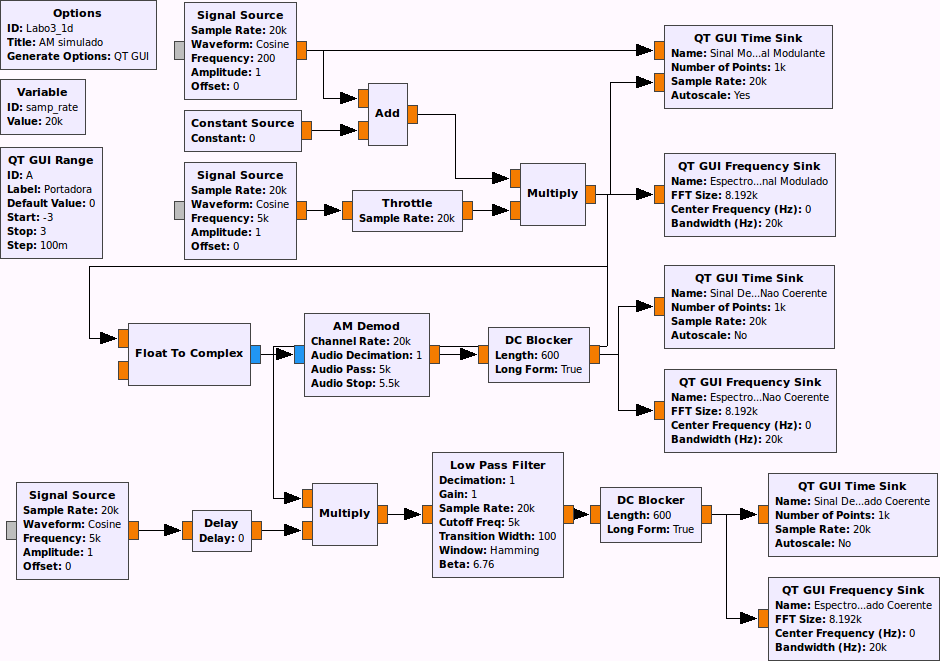 Options
ID: Labo3_1d
Title: AM simulado
Generate Options: QT GUI
Variable
ID: samp_rate
Value: 20k
QT GUI Range
ID: A
Label: Portadora
Default Value: 0
Start: -3
Stop: 3
Step: 100m
Signal Source
Sample Rate: 20k
Waveform: Cosine
Frequency: 200
Amplitude: 1
Offset: 0
Constant Source
Constant: 0
Signal Source
Sample Rate: 20k
Waveform: Cosine
Frequency: 5k
Amplitude: 1
Offset: 0
Add
Throttle
Sample Rate: 20k
Multiply
QT GUI Time Sink
Name: Sinal Mo...al Modulante
Number of Points: 1k
Sample Rate: 20k
Autoscale: Yes
QT GUI Frequency Sink
Name: Espectro...nal Modulado
FFT Size: 8.192k
Center Frequency (Hz): 0
Bandwidth (Hz): 20k
Float To Complex
AM Demod
Channel Rate: 20k
Audio Decimation: 1
Audio Pass: 5k
Audio Stop: 5.5k
DC Blocker
Length: 600
Long Form: True
QT GUI Time Sink
Name: Sinal De...Nao Coerente
Number of Points: 1k
Sample Rate: 20k
Autoscale: No
QT GUI Frequency Sink
Name: Espectro...Nao Coerente
FFT Size: 8.192k
Center Frequency (Hz): 0
Bandwidth (Hz): 20k
Signal Source
Sample Rate: 20k
Waveform: Cosine
Frequency: 5k
Amplitude: 1
Offset: 0
Delay
Delay: 0
Multiply
Low Pass Filter
Decimation: 1
Gain: 1
Sample Rate: 20k
Cutoff Freq: 5k
Transition Width: 100
Window: Hamming
Beta: 6.76
DC Blocker
Length: 600
Long Form: True
QT GUI Time Sink
Name: Sinal De...ado Coerente
Number of Points: 1k
Sample Rate: 20k
Autoscale: No
QT GUI Frequency Sink
Name: Espectro...ado Coerente
FFT Size: 8.192k
Center Frequency (Hz): 0
Bandwidth (Hz): 20k